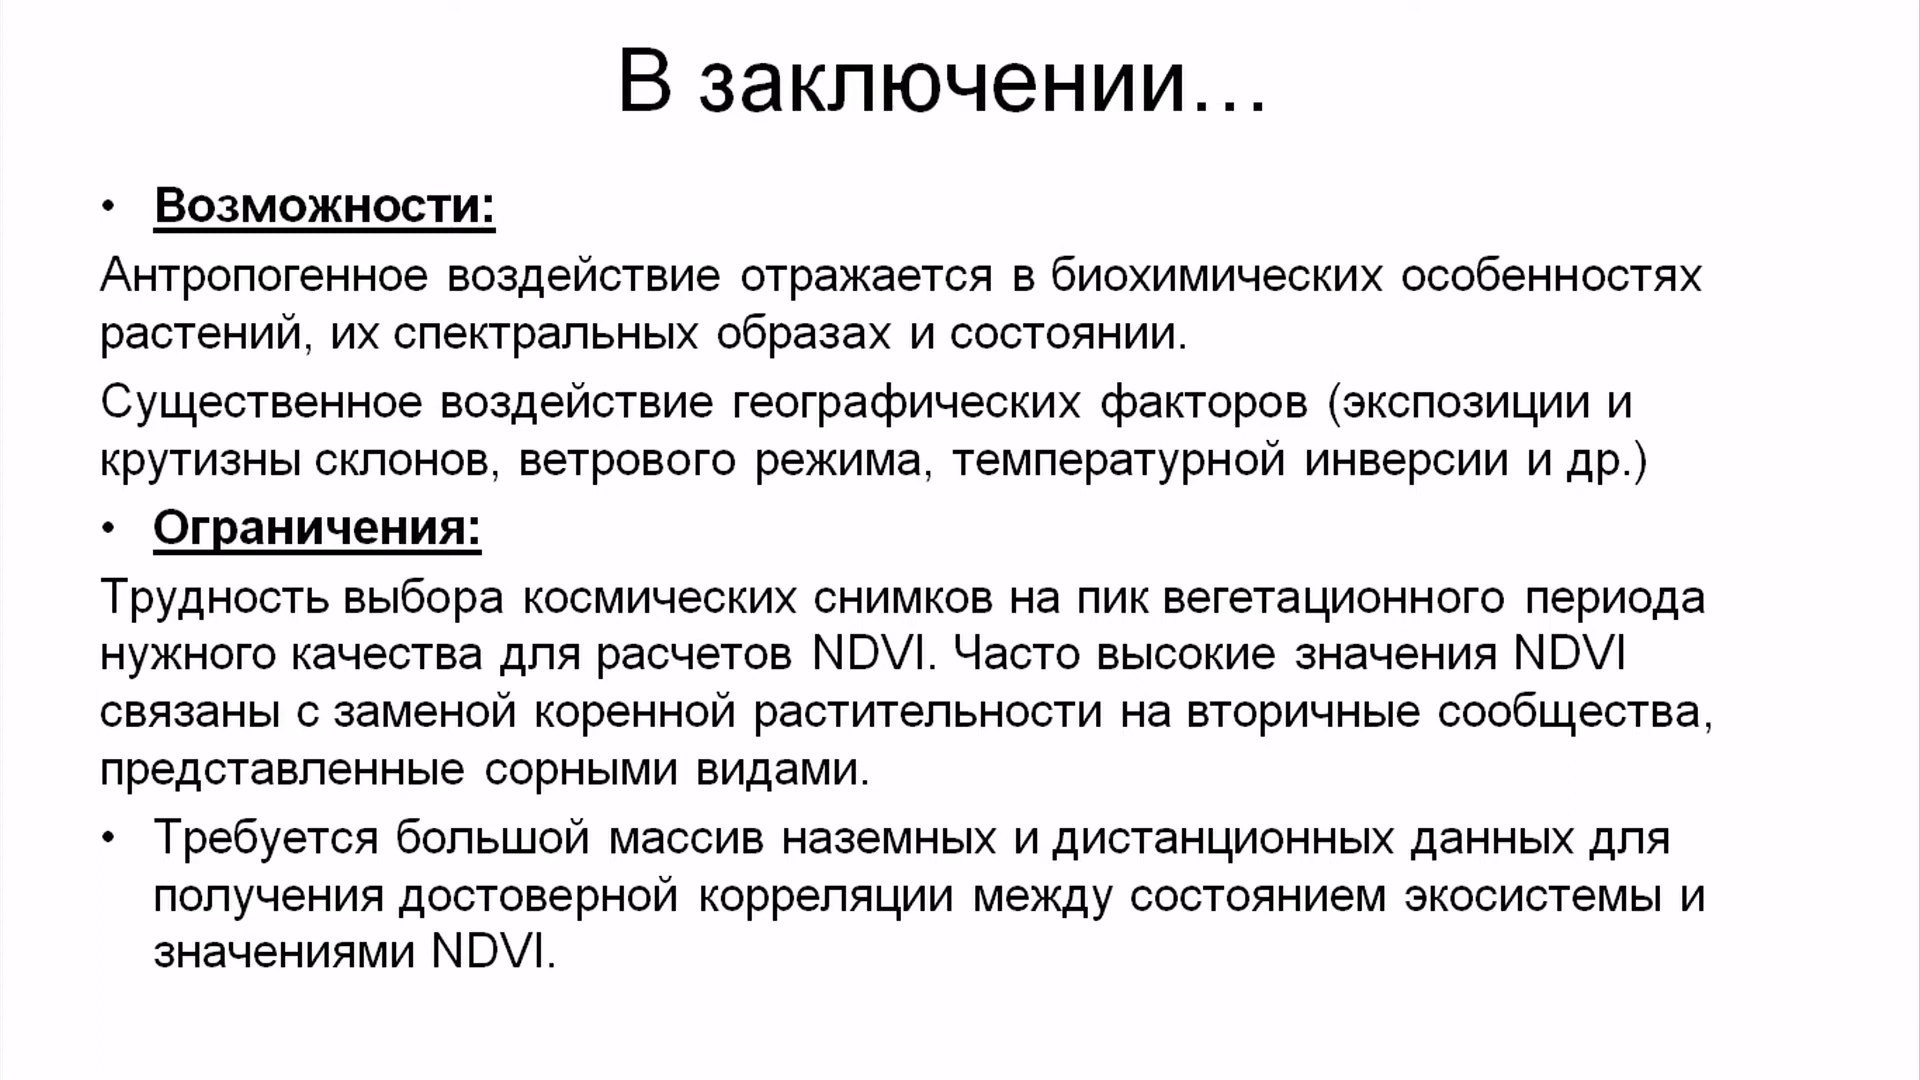 В заключении…
• Возможности:
Антропогенное воздействие отражается в биохимических особенностях
растений, их спектральных образах и состоянии.
Существенное воздействие географических факторов (экспозиции и
крутизны склонов, ветрового режима, температурной инверсии и др.)
• Ограничения:
Трудность выбора космических снимков на пик вегетационного периода
нужного качества для расчетов NDVI. Часто высокие значения NDVI
связаны с заменой коренной растительности на вторичные сообщества,
представленные сорными видами.
• Требуется большой массив наземных и дистанционных данных для
получения достоверной корреляции между состоянием экосистемы и
значениями NDVI.